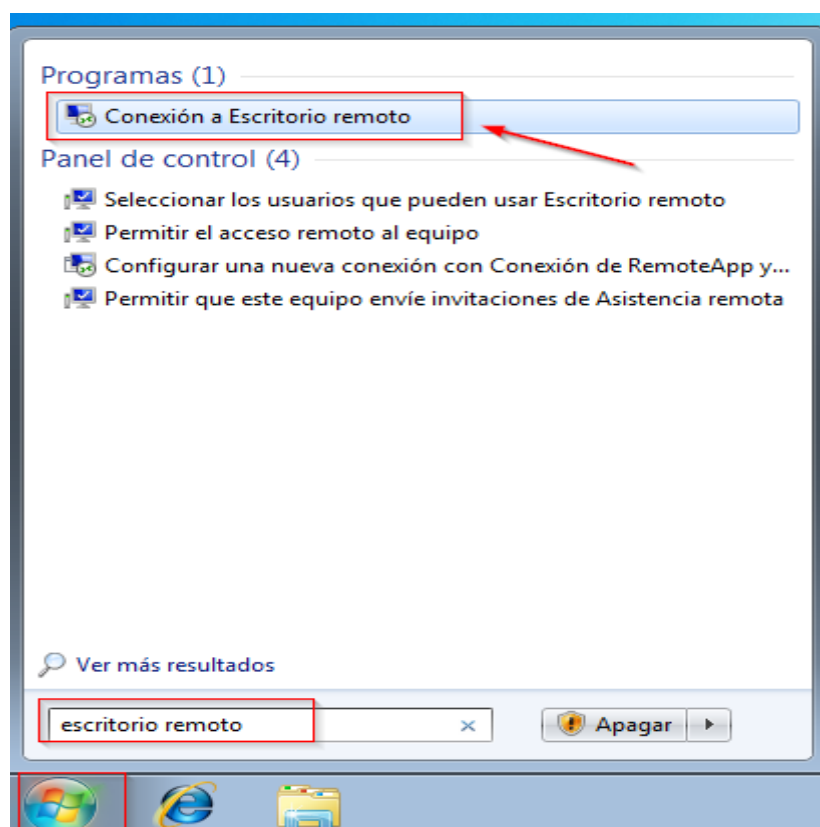 Programas (1)
Conexión a Escritorio remoto
Panel de control (4)
Seleccionar los usuarios que pueden usar Escritorio remoto
Permitir el acceso remoto al equipo
Configurar una nueva conexión con Conexión de RemoteApp y...
Permitir que este equipo envíe invitaciones de Asistencia remota
Ver más resultados
escritorio remoto
Apagar